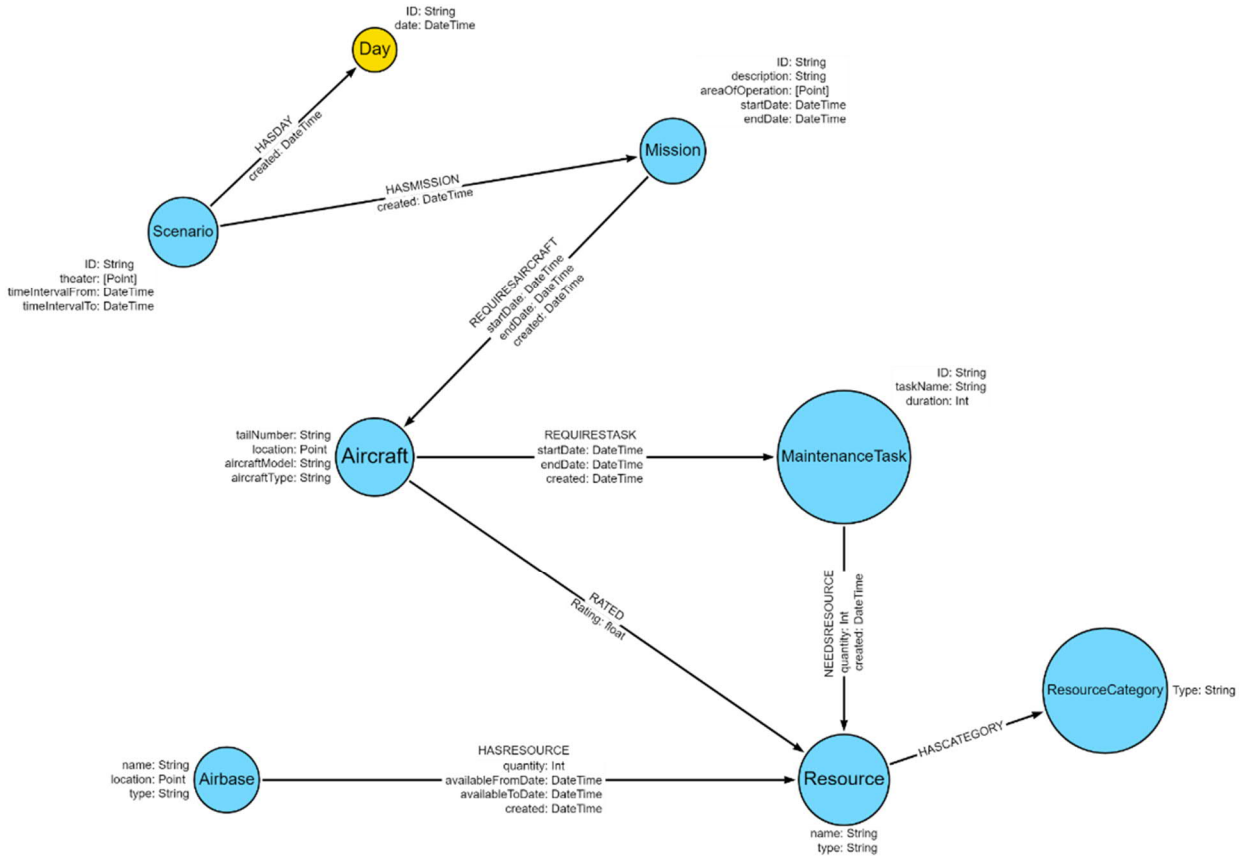 ID: String
date: DateTime
Day
HASDAY
created: DateTime
ID: String
description: String
areaOfOperation: [Point]
startDate: DateTime
endDate: DateTime
Mission
HASMISSION
created: DateTime
Scenario
ID: String
theater: [Point]
timeIntervalFrom: DateTime
timeIntervalTo: DateTime
REQUIRESAIRCRAFT
startDate: DateTime
endDate: DateTime
created: DateTime
tailNumber: String
location: Point
aircraftModel: String
aircraftType: String
Aircraft
REQUIRESTASK
startDate: DateTime
endDate: DateTime
created: DateTime
ID: String
taskName: String
duration: Int
MaintenanceTask
RATED
Rating: float
NEEDSRESOURCE
quantity: Int
created: DateTime
ResourceCategory
Type: String
HASCATEGORY
name: String
location: Point
type: String
Airbase
HASRESOURCE
quantity: Int
availableFromDate: DateTime
availableToDate: DateTime
created: DateTime
Resource
name: String
type: String